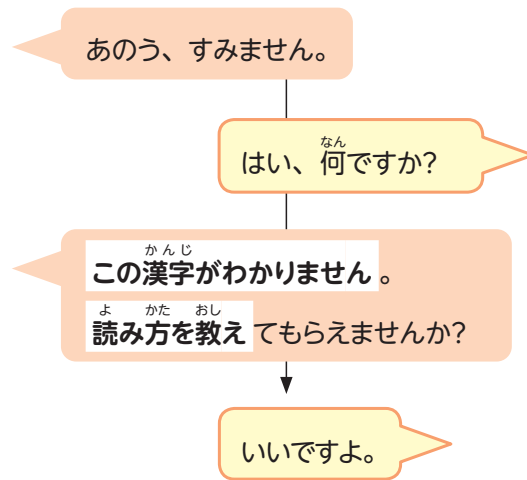 あのう、すみません。
なん
はい、何ですか?
かんじ
この漢字がわかりません。
よ かた おし
読み方を教えてもらえませんか?
いいですよ。